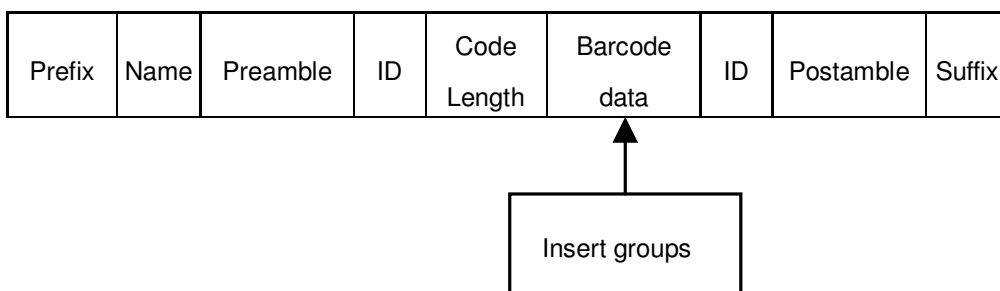 Prefix
Name
Preamble
ID
Code
Length
Barcode
data
ID
Postamble
Suffix
Insert groups